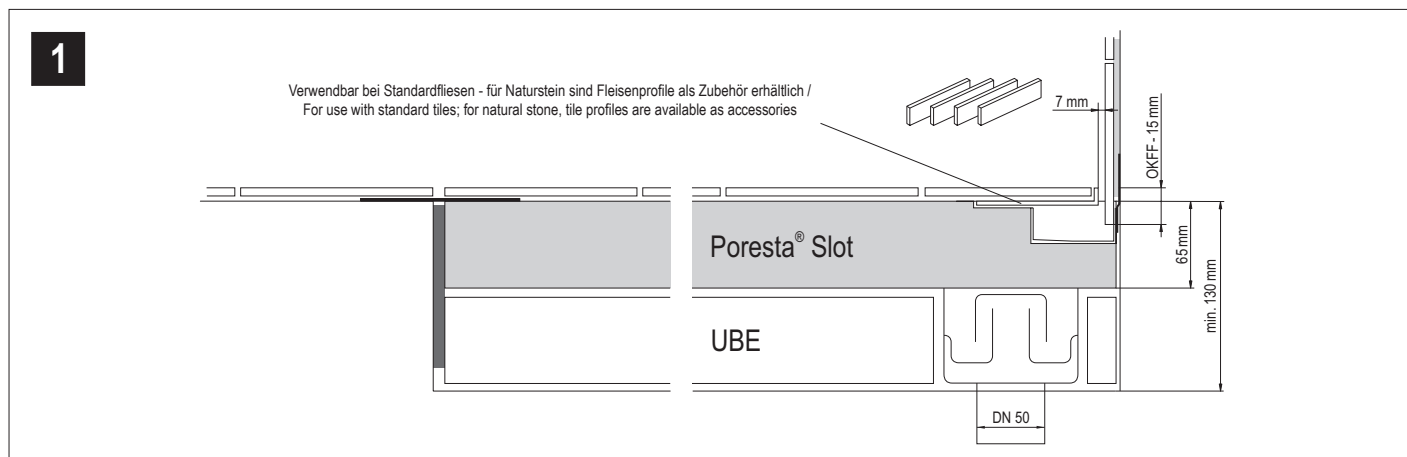 1
Verwendbar bei Standardfliesen - für Naturstein sind Fleisenprofile als Zubehör erhältlich /
For use with standard tiles; for natural stone, tile profiles are available as accessories
7 mm
OKFF - 15 mm
Poresta® Slot
65 mm
min. 130 mm
UBE
DN 50